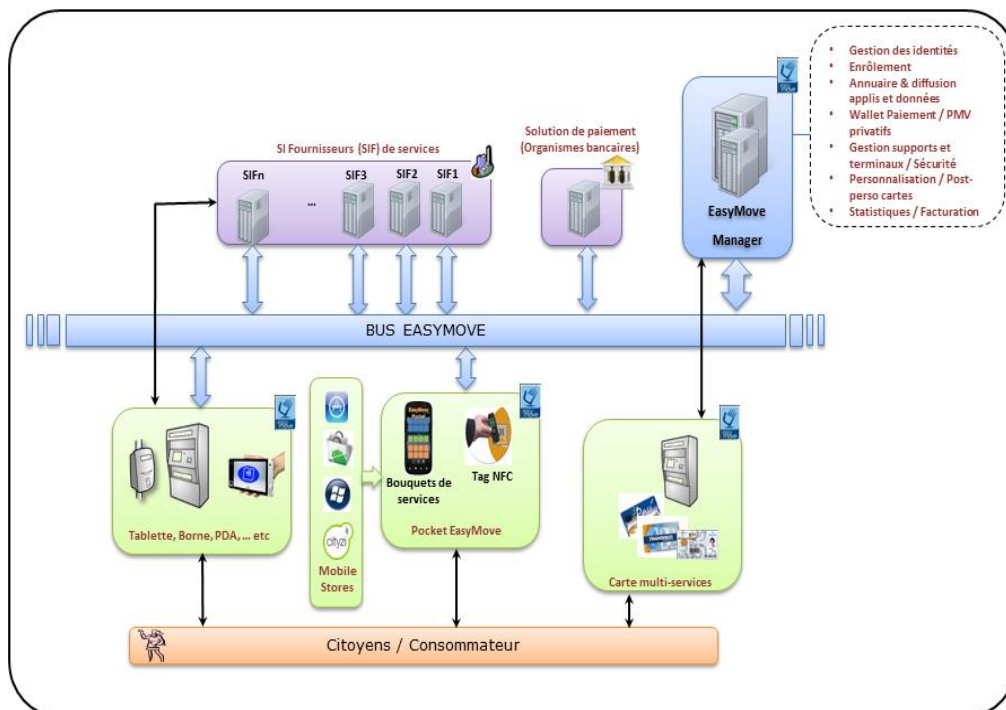 Gestion des identités
Enrôlement
Annuaire & diffusion
applis et données
Wallet Paiement / PMV
privatifs
Gestion supports et
terminaux / Sécurité
Personnalisation / Post-
perso cartes
Statistiques / Facturation
SI Fournisseurs (SIF) de services
SIFn
...
SIF3
SIF2
SIF1
Solution de paiement
(Organismes bancaires)
EasyMove
Manager
BUS EASYMOVE
Tablette, Borne, PDA, ... etc
cityzi
Mobile
Stores
EasyMove
Bouquets de
services
Tag NFC
Pocket EasyMove
Carte multi-services
Citoyens / Consommateur